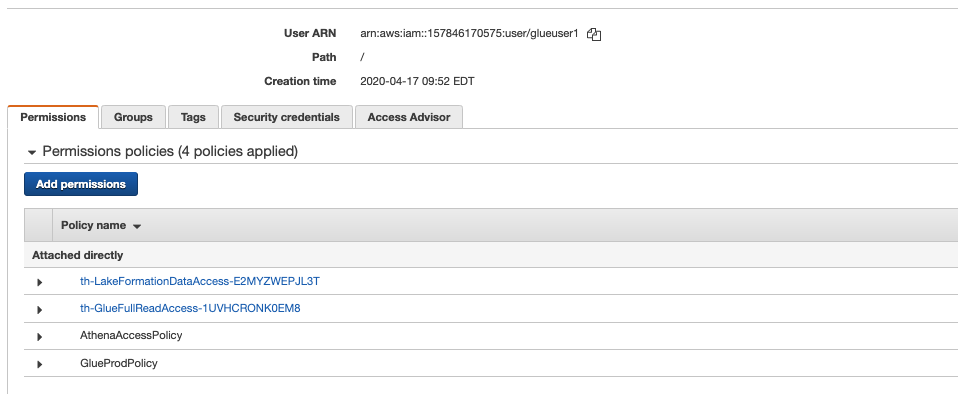 User ARN arn:aws:iam::157846170575:user/glueuser1
Path /
Creation time 2020-04-17 09:52 EDT
Permissions Groups Tags Security credentials Access Advisor
Permissions policies (4 policies applied)
Add permissions
Policy name
Attached directly
th-LakeFormationDataAccess-E2MYZWEPJL3T
th-GlueFullReadAccess-1UVHCRONK0EM8
AthenaAccessPolicy
GlueProdPolicy